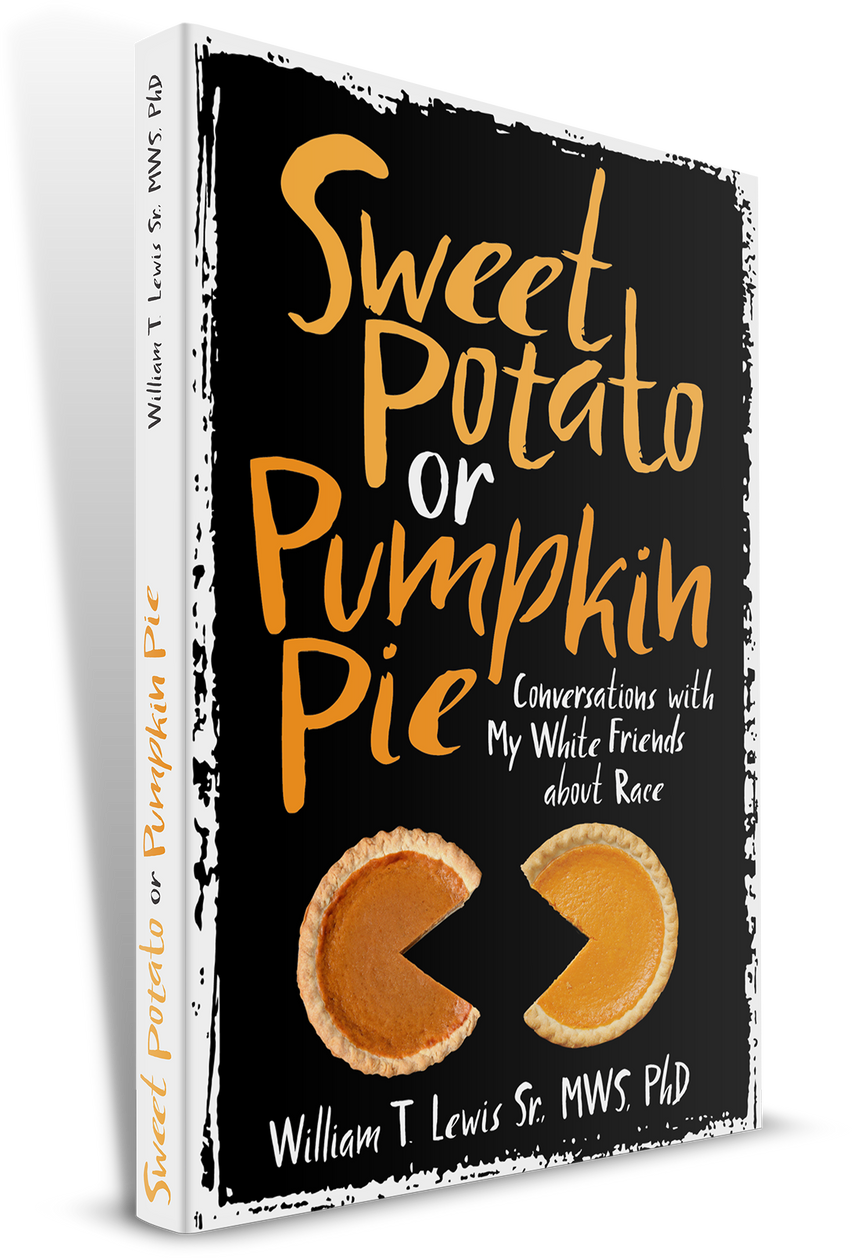 Sweet
Potato
or
Pumpkin
Pie
Conversations with
My White Friends
about Race
William T. Lewis Sr., MWS, PhD
Sweet Potato or Pumpkin Pie
William T. Lewis Sr. MWS, PhD